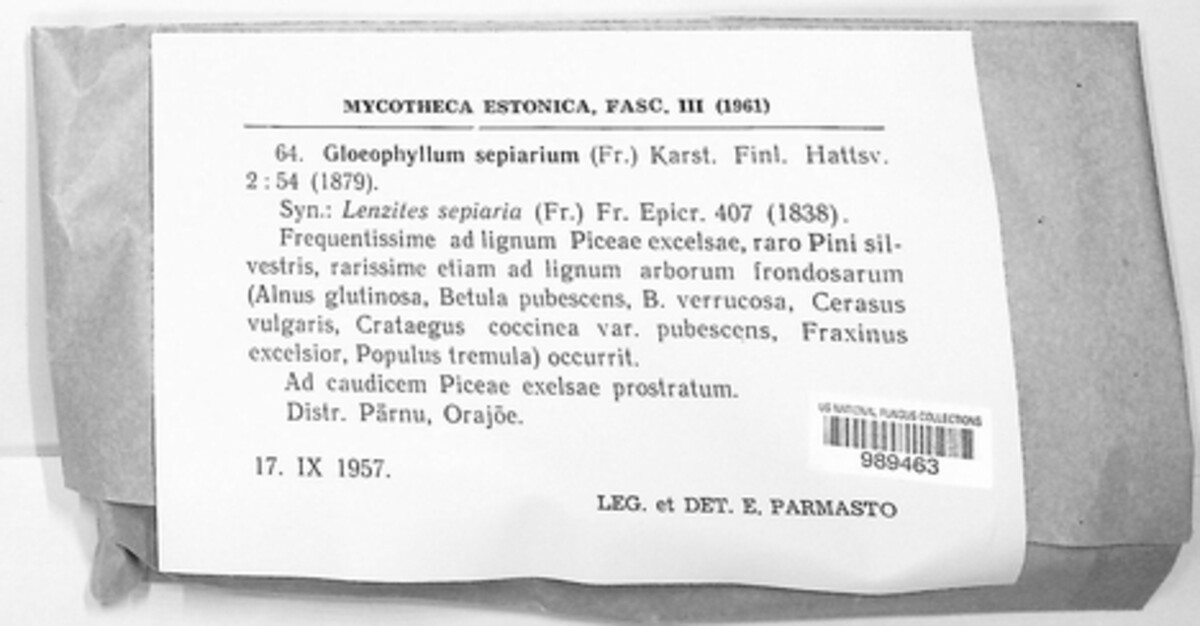 MYCOTHECA ESTONICA, FASC. III (1961)
64. Gloeophyllum sepiarium (Fr.) Karst. Finl. Hattsv.
2 : 54 (1879).
Syn.: Lenzites sepiaria (Fr.) Fr. Epicr. 407 (1838).
Frequentissime ad lignum Piceae excelsae, raro Pini sil-
vestris, rarissime etiam ad lignum arborum frondosarum
(Alnus glutinosa, Betula pubescens, B. verrucosa, Cerasus
vulgaris, Crataegus coccinea var. pubescens, Fraxinus
excelsior, Populus tremula) occurrit.
Ad caudicem Piceae exelsae prostratum.
Distr. Pärnu, Orajõe.
US NATIONAL FUNGUS COLLECTIONS
989463
17. IX 1957.
LEG. et DET. E. PARMASTO